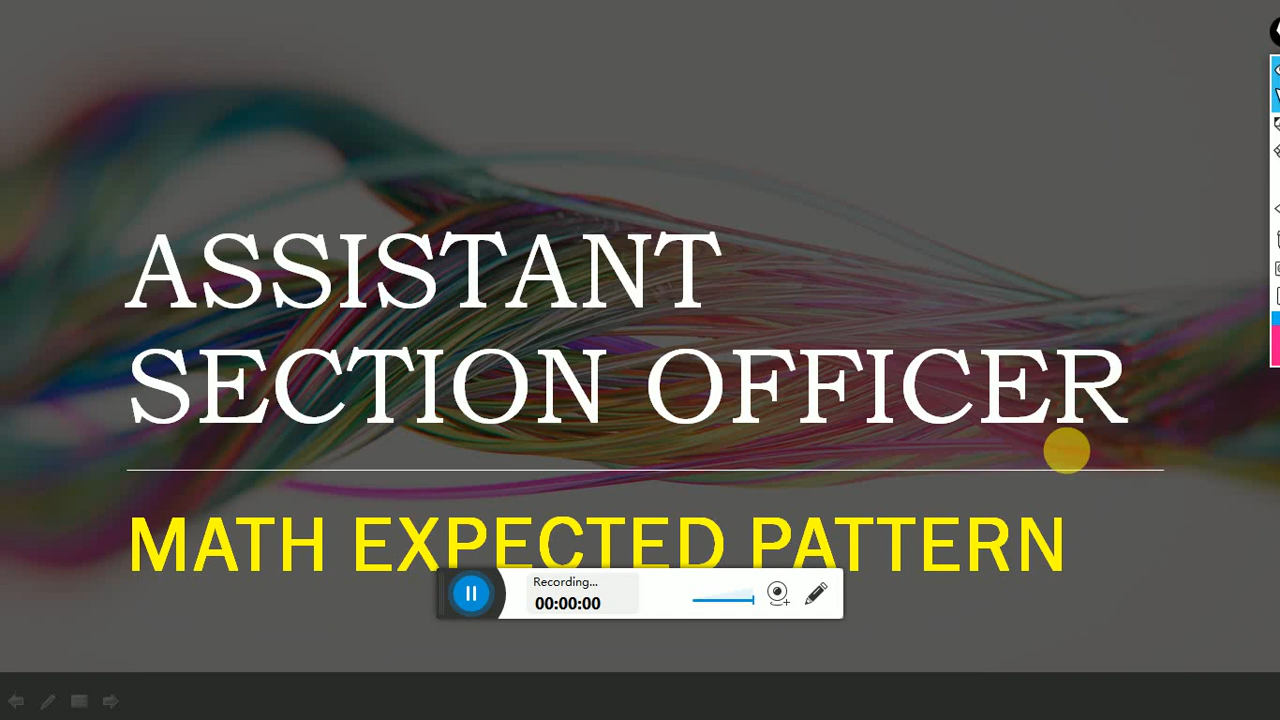 ASSISTANT
SECTION OFFICER
MATH EXPECTED PATTERN
Recording...
00:00:00